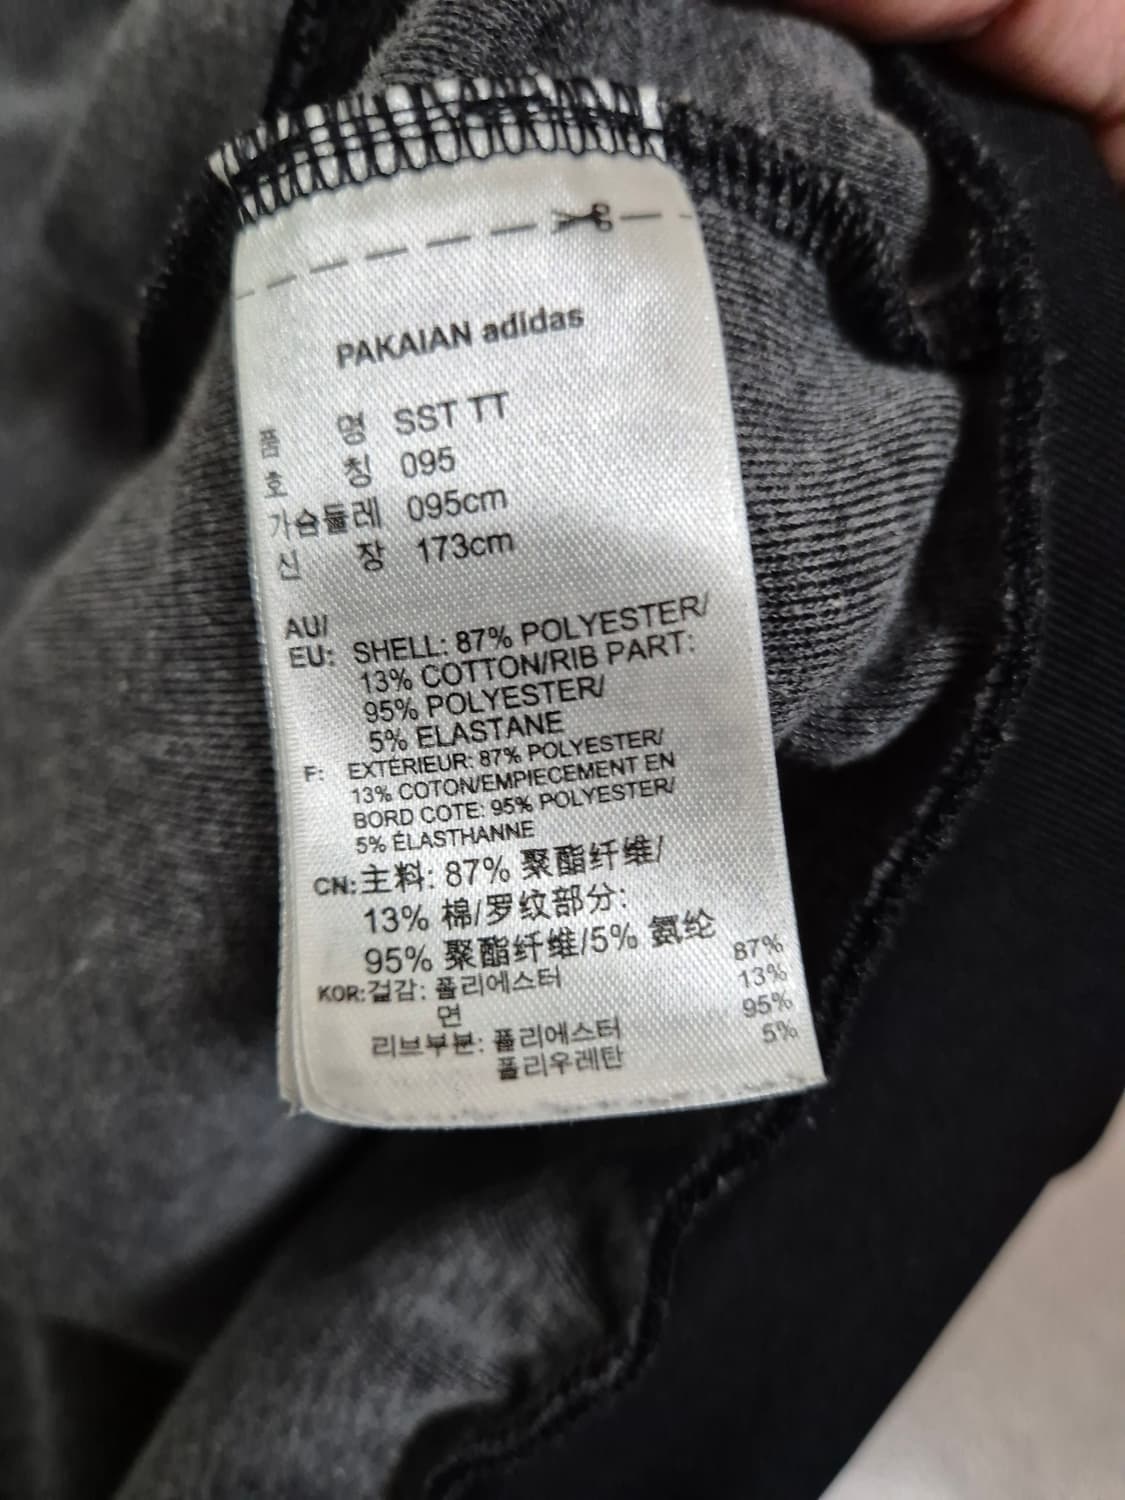 PAKAIAN adidas
품 명 SST TT
호 칭 095
가슴둘레 095cm
신 장 173cm
AU/
EU: SHELL: 87% POLYESTER/
13% COTTON/RIB PART:
95% POLYESTER/
5% ELASTANE
F: EXTÉRIEUR: 87% POLYESTER/
13% COTON/EMPIECEMENT EN
BORD COTE: 95% POLYESTER/
5% ÉLASTHANNE
CN: 主料: 87% 聚酯纤维/
13% 棉/罗纹部分:
95% 聚酯纤维/5% 氨纶
KOR: 겉감: 폴리에스터 87%
면 13%
리브부분: 폴리에스터 95%
폴리우레탄 5%